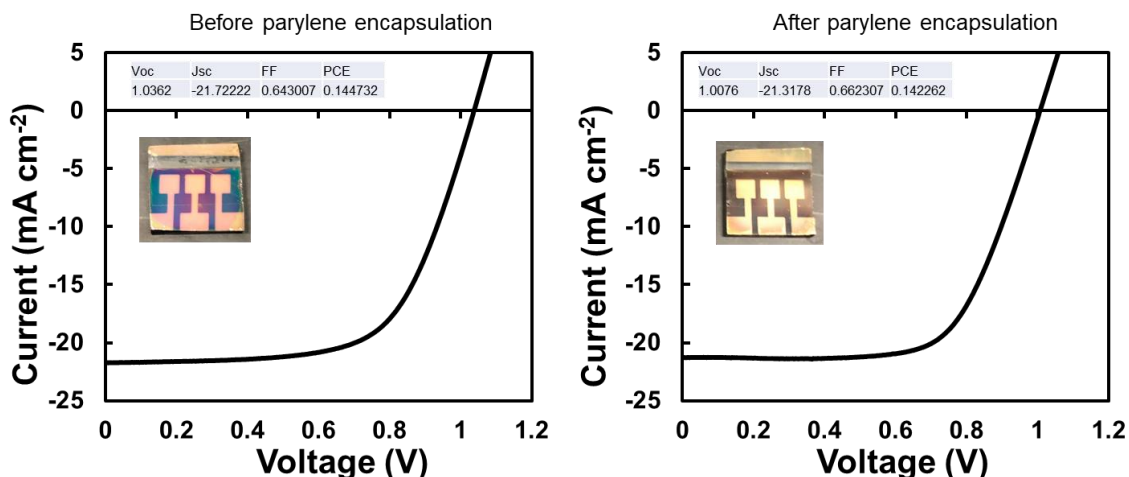 Before parylene encapsulation
Current (mA cm-2)
5
0
-5
-10
-15
-20
-25
Voc Jsc FF PCE
1.0362 -21.72222 0.643007 0.144732
0 0.2 0.4 0.6 0.8 1 1.2
Voltage (V)
After parylene encapsulation
Current (mA cm-2)
5
0
-5
-10
-15
-20
-25
Voc Jsc FF PCE
1.0076 -21.3178 0.662307 0.142262
0 0.2 0.4 0.6 0.8 1 1.2
Voltage (V)